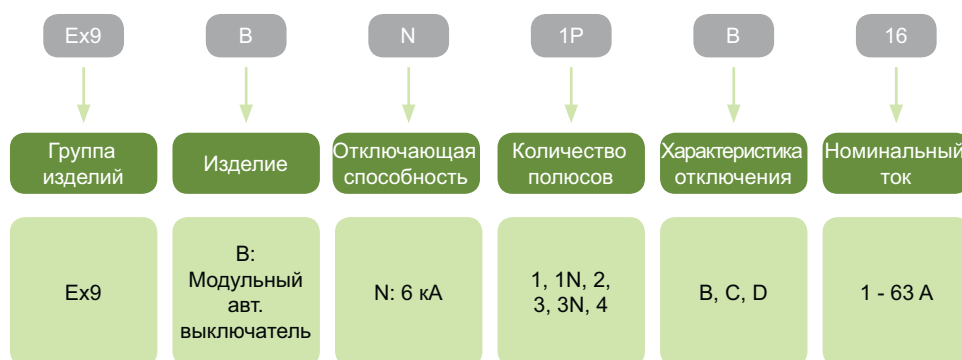 Ex9
B
N
1P
B
16
Группа
изделий
Изделие
Отключающая
способность
Количество
полюсов
Характеристика
отключения
Номинальный
ток
Ex9
B:
Модульный
авт.
выключатель
N: 6 кА
1, 1N, 2,
3, 3N, 4
B, C, D
1 - 63 A